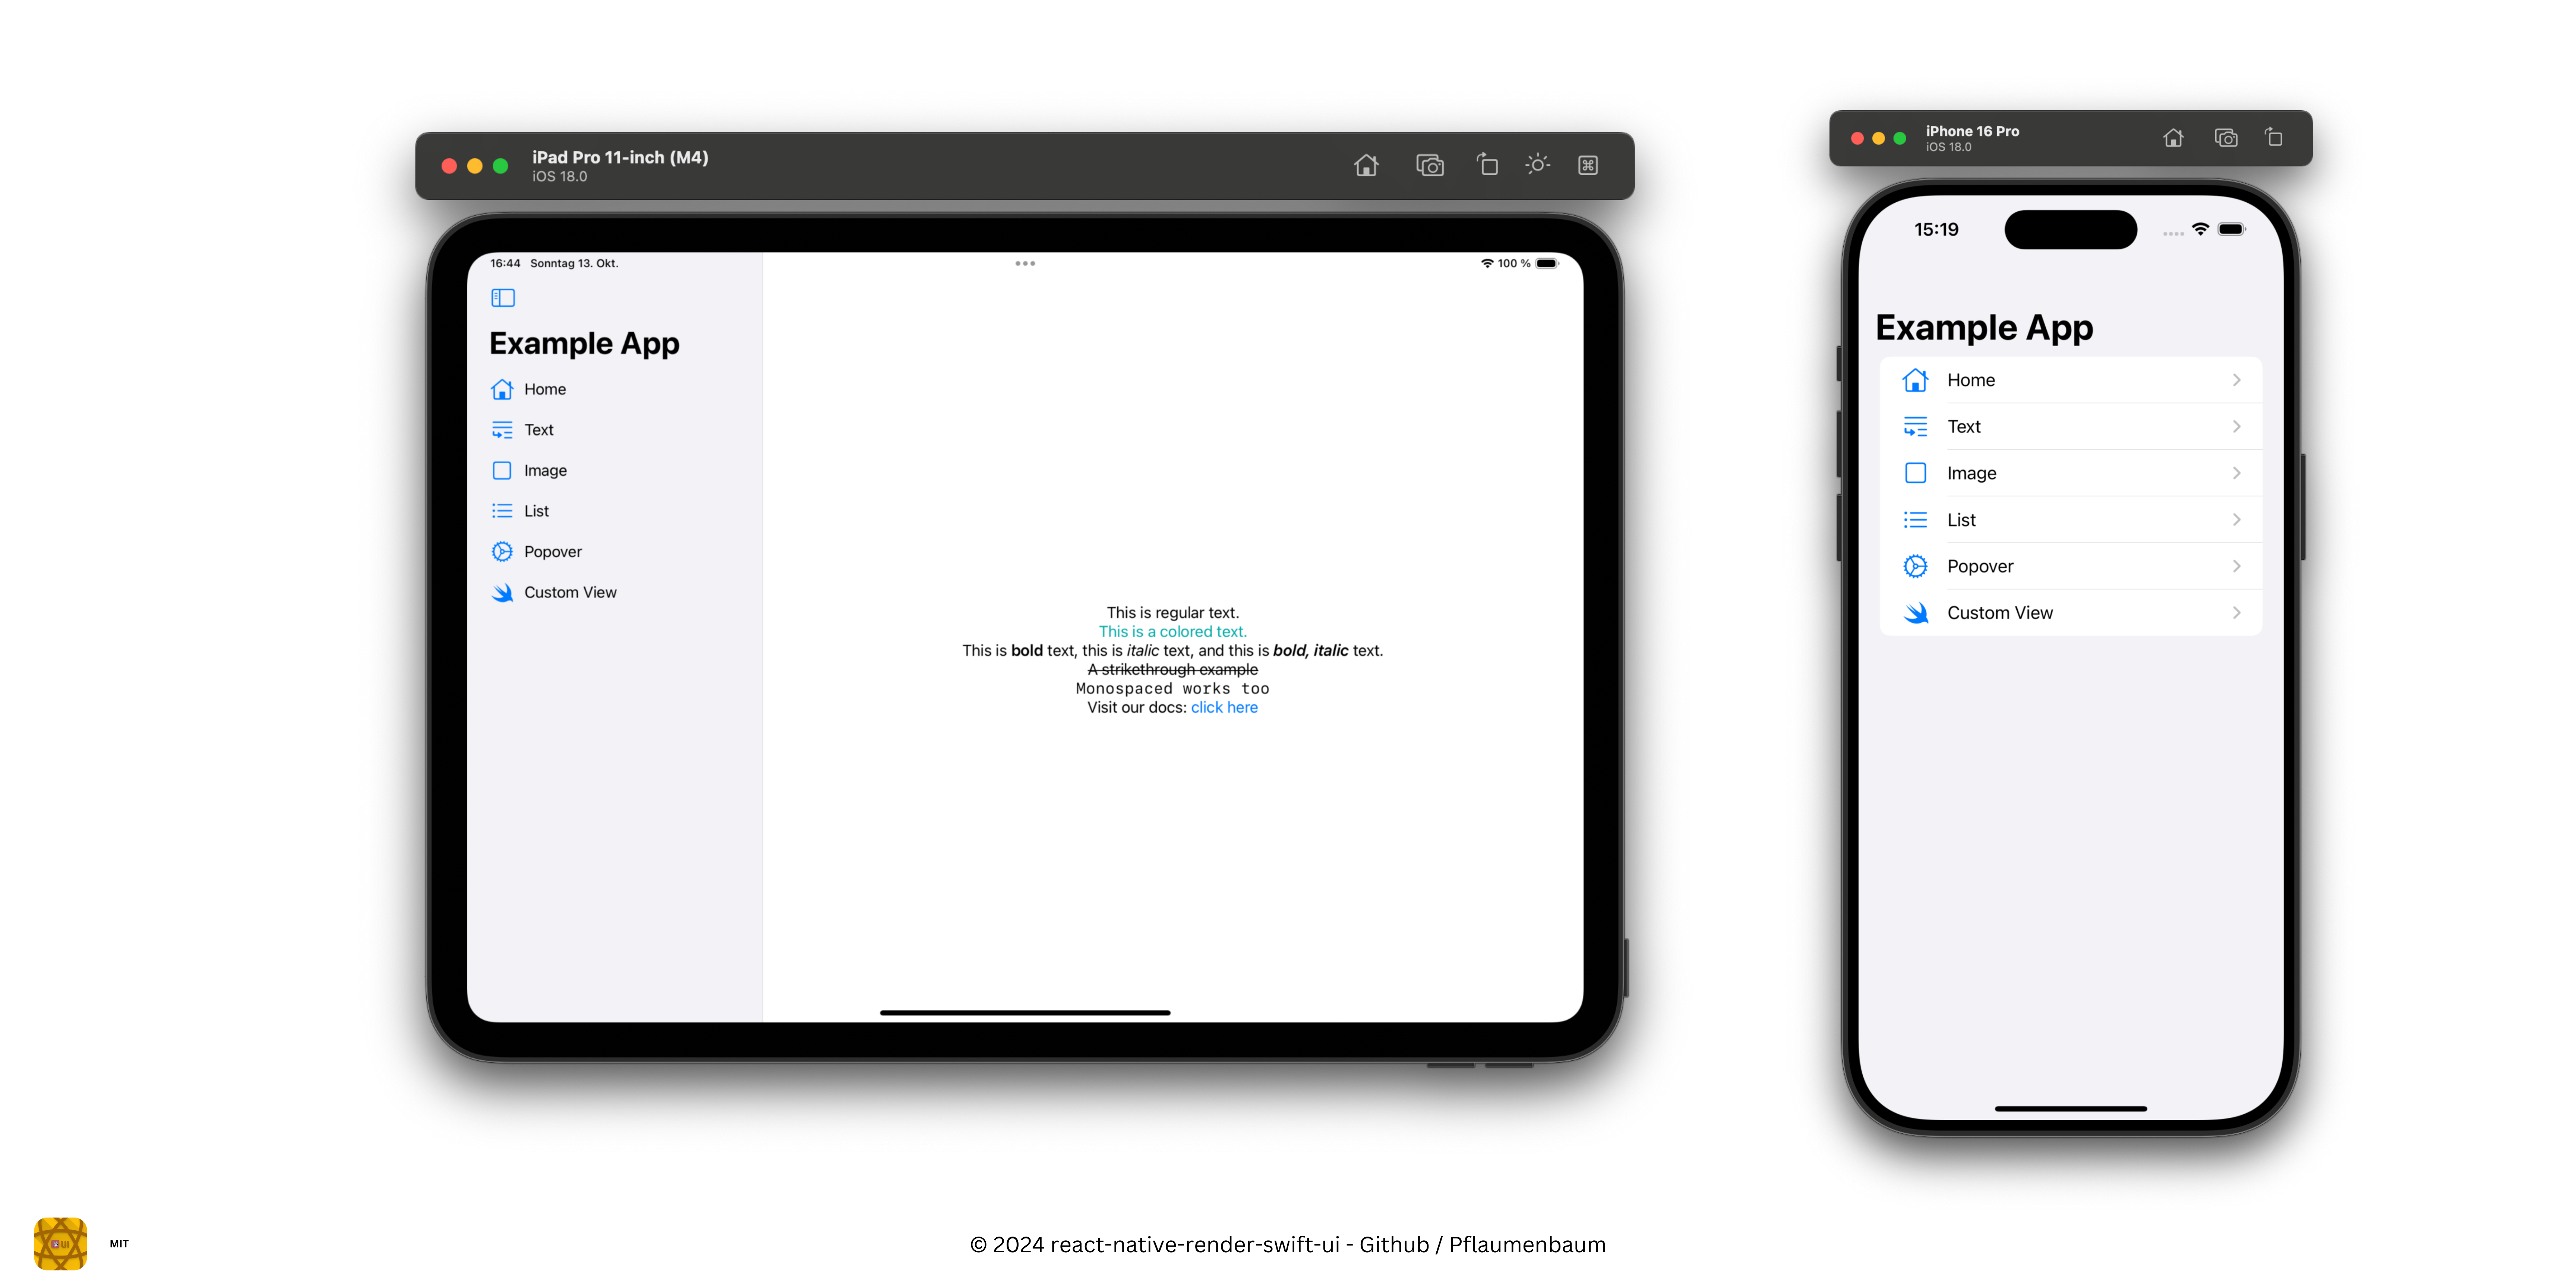 iPad Pro 11-inch (M4)
iOS 18.0
16:44 Sonntag 13. Okt.
100 %
Example App
Home
Text
Image
List
Popover
Custom View
This is regular text.
This is a colored text.
This is bold text, this is italic text, and this is bold, italic text.
A strikethrough example
Monospaced works too
Visit our docs: click here
iPhone 16 Pro
iOS 18.0
15:19
Example App
Home
Text
Image
List
Popover
Custom View
UI
MIT
© 2024 react-native-render-swift-ui - Github / Pflaumenbaum